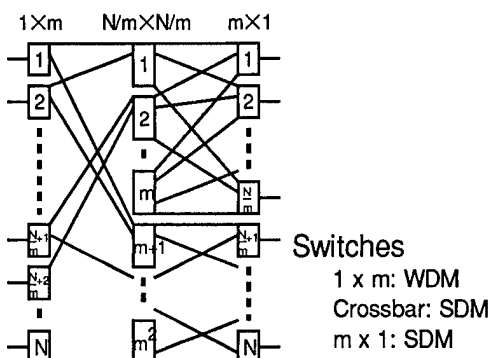 1×m N/m×N/m m×1
1 1 1
2 2 2
m N/m
N/m+1 m+1 N/m+1
N/m+2
N m² N
Switches
1 x m: WDM
Crossbar: SDM
m x 1: SDM